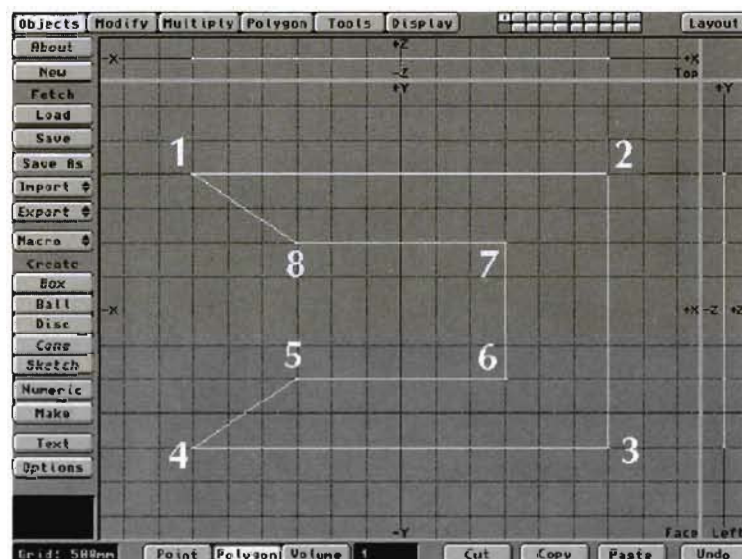 Objects Modify Multiply Polygon Tools Display 1 Layout
About
New
Fetch
Load
Save
Save As
Import
Export
Macro
Create
Box
Ball
Disc
Cone
Sketch
Numeric
Make
Text
Options
+Z
-X +X
-Z Top
+Y +Y
1 2
8 7
-X +X -Z +Z
5 6
4 3
-Y Face Left
Grid: 500mm Point Polygon Volume 1 Cut Copy Paste Undo